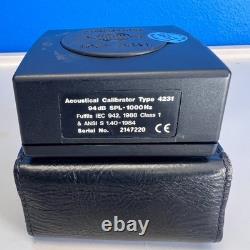 Acoustical Calibrator Type 4231
94 dB SPL-1000Hz
Fulfils IEC 942, 1988 Class 1
& ANSI S 1.40-1984
Serial No. 2147220
CE